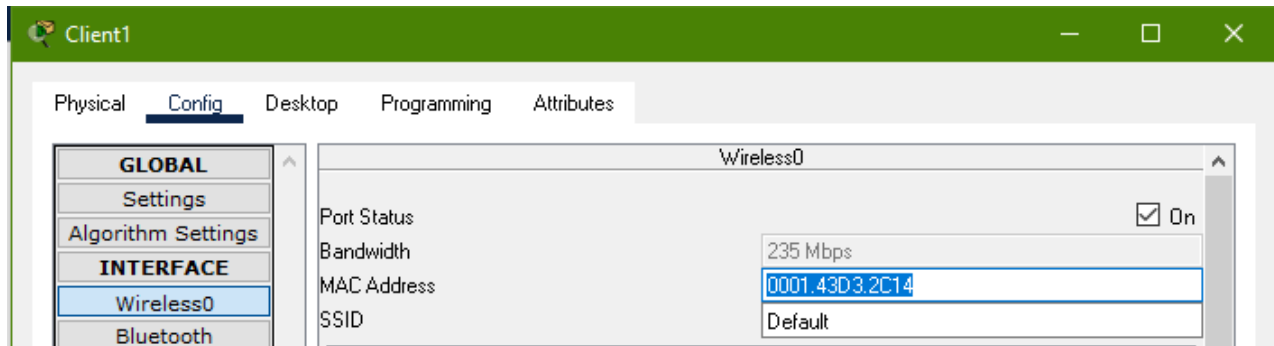 Client1
Physical Config Desktop Programming Attributes
GLOBAL
Settings
Algorithm Settings
INTERFACE
Wireless0
Bluetooth
Wireless0
Port Status On
Bandwidth 235 Mbps
MAC Address 0001.43D3.2C14
SSID Default